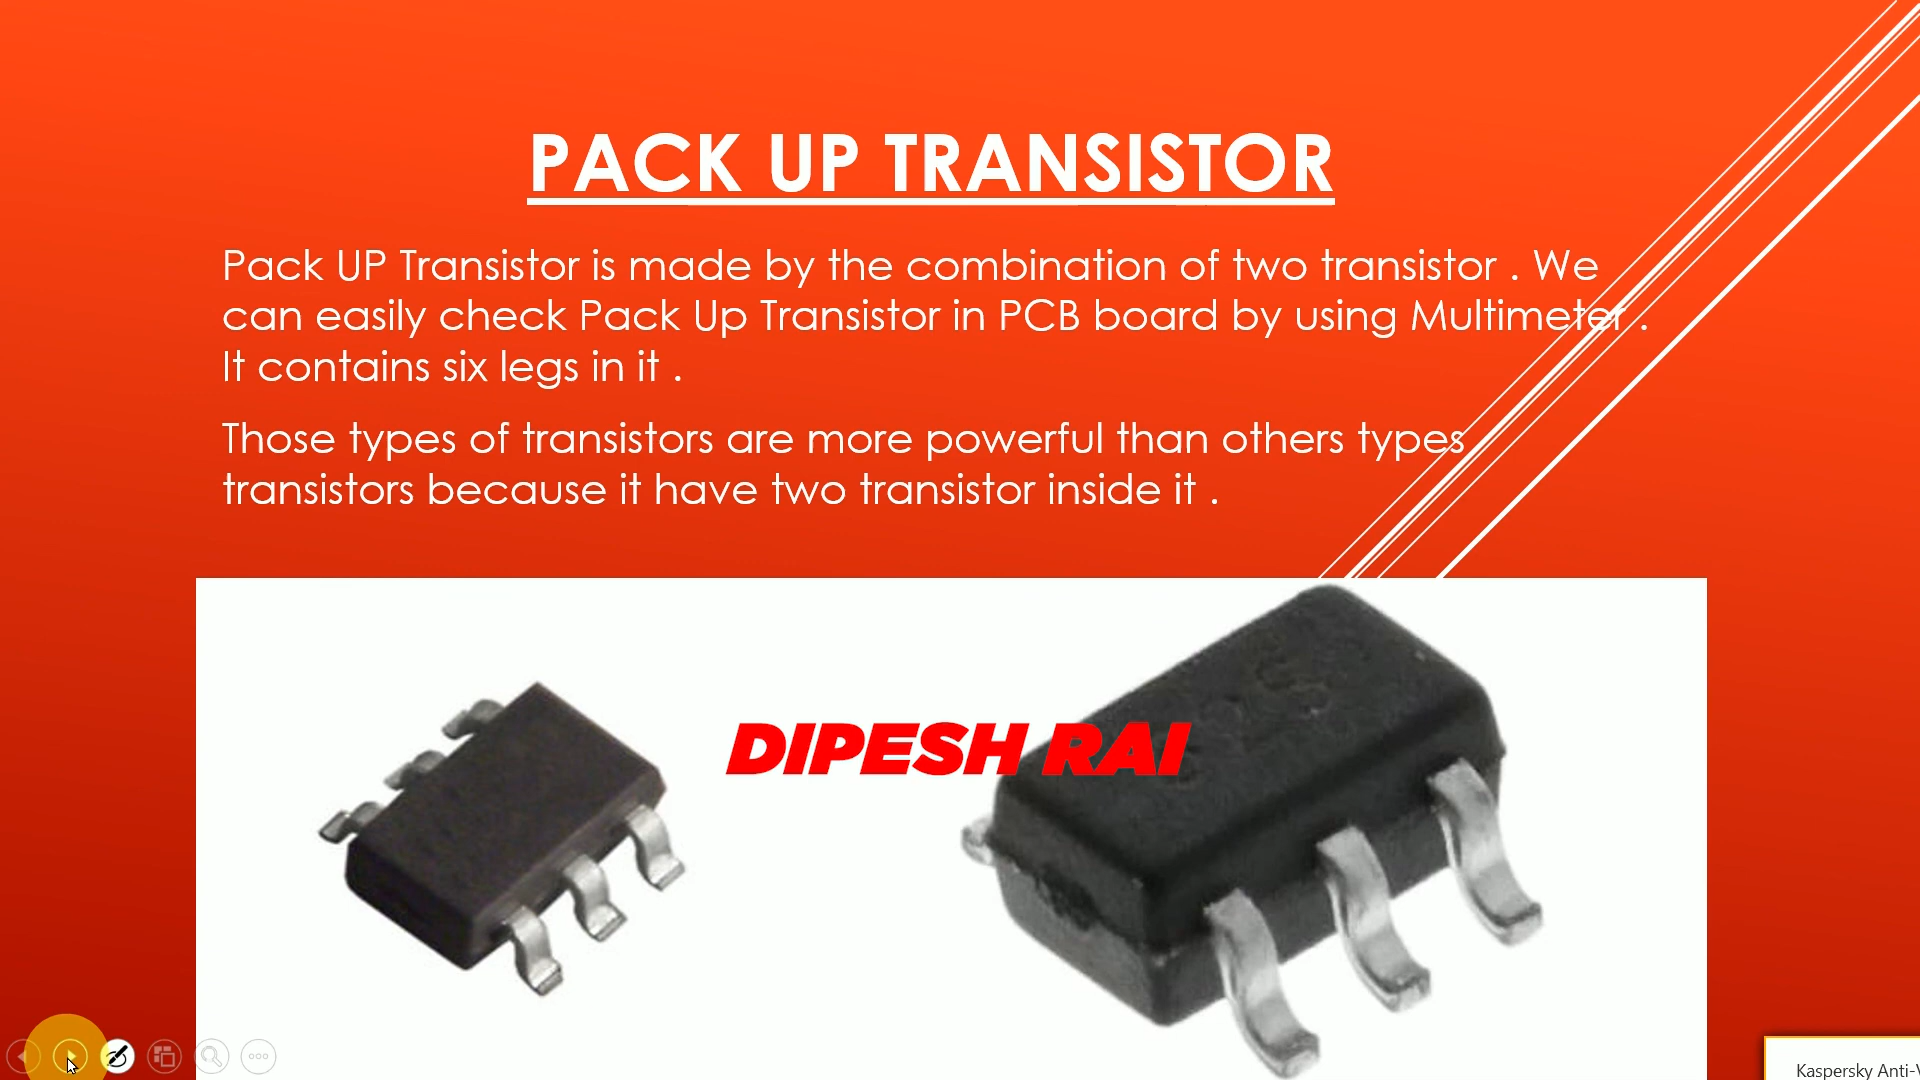 PACK UP TRANSISTOR
Pack UP Transistor is made by the combination of two transistor . We
can easily check Pack Up Transistor in PCB board by using Multimeter .
It contains six legs in it .
Those types of transistors are more powerful than others types
transistors because it have two transistor inside it .
DIPESH RAI
Kaspersky Anti-V